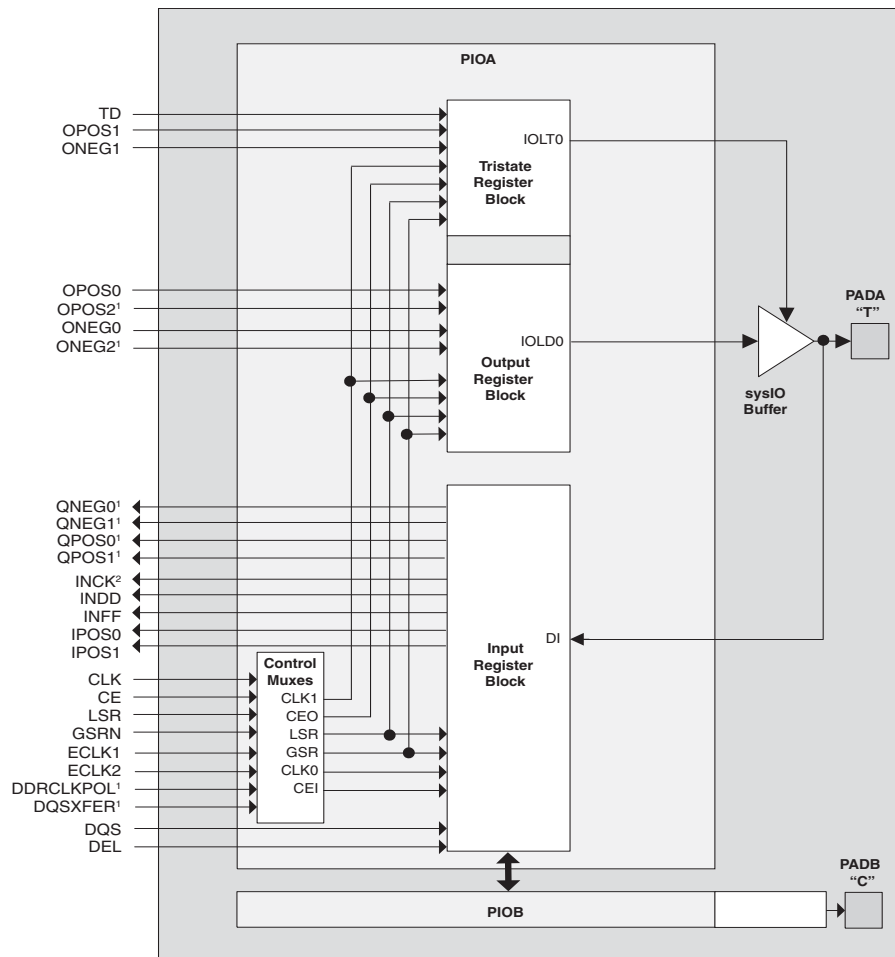 PIOA
TD
OPOS1
ONEG1
IOLT0
Tristate
Register
Block
OPOS0
OPOS2¹
ONEG0
ONEG2¹
IOLD0
Output
Register
Block
sysIO
Buffer
PADA
“T”
QNEG0¹
QNEG1¹
QPOS0¹
QPOS1¹
INCK²
INDD
INFF
IPOS0
IPOS1
DI
Input
Register
Block
CLK
CE
LSR
GSRN
ECLK1
ECLK2
DDRCLKPOL¹
DQSXFER¹
DQS
DEL
Control
Muxes
CLK1
CEO
LSR
GSR
CLK0
CEI
PADB
“C”
PIOB